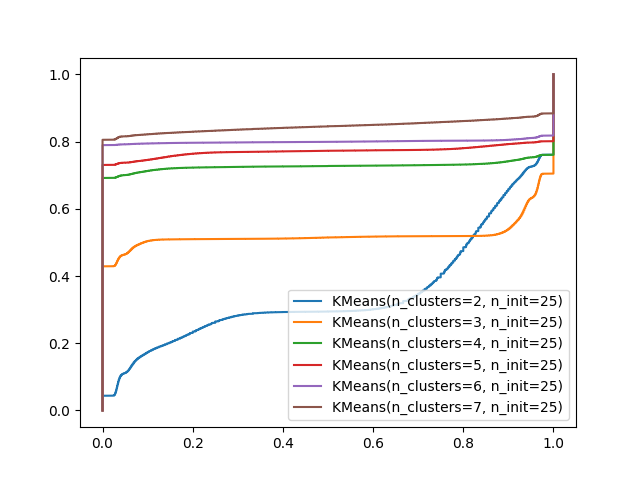 1.0
0.8
0.6
0.4
0.2
0.0
0.0
0.2
0.4
0.6
0.8
1.0
KMeans(n_clusters=2, n_init=25)
KMeans(n_clusters=3, n_init=25)
KMeans(n_clusters=4, n_init=25)
KMeans(n_clusters=5, n_init=25)
KMeans(n_clusters=6, n_init=25)
KMeans(n_clusters=7, n_init=25)